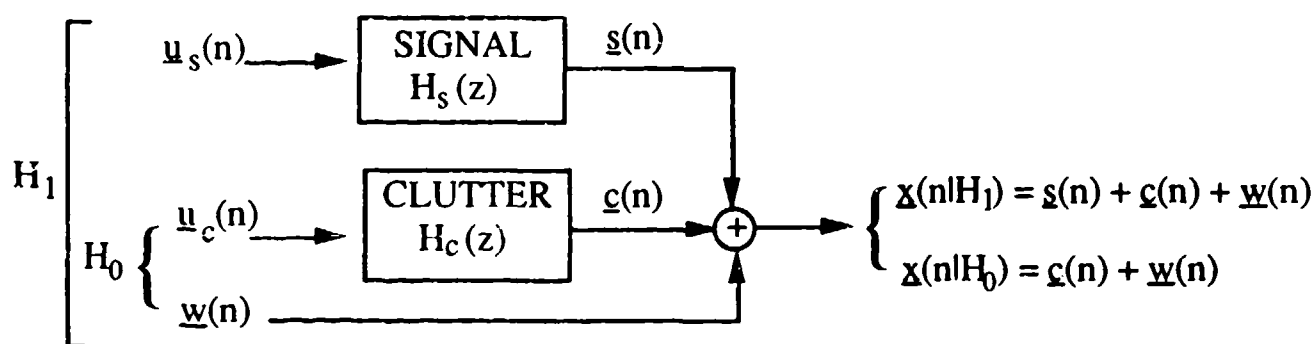 u_s(n)
SIGNAL
H_s(z)
s(n)
H_1
u_c(n)
CLUTTER
H_c(z)
c(n)
+
x(n|H_1) = s(n) + c(n) + w(n)
H_0
x(n|H_0) = c(n) + w(n)
w(n)